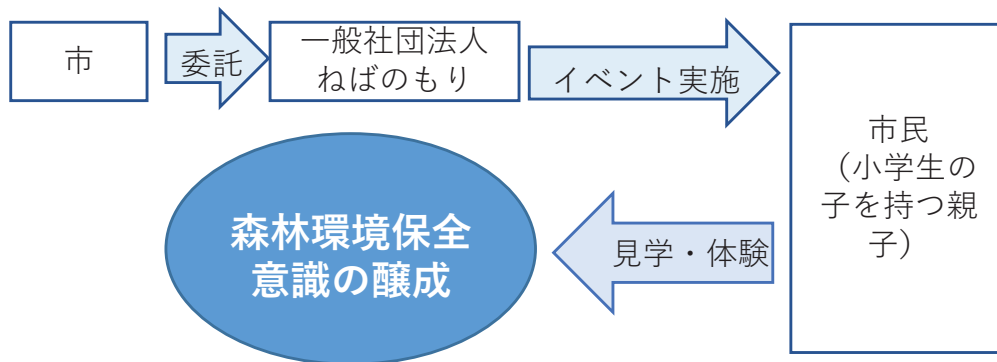 市
委託
一般社団法人
ねばのもり
イベント実施
市民
（小学生の
子を持つ親
子）
見学・体験
森林環境保全
意識の醸成